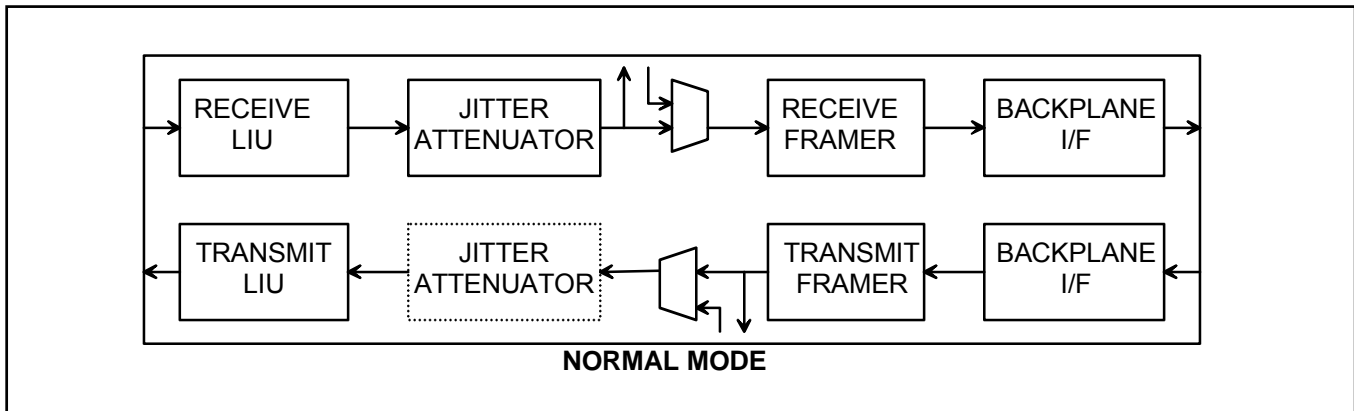 RECEIVE
LIU
JITTER
ATTENUATOR
RECEIVE
FRAMER
BACKPLANE
I/F
TRANSMIT
LIU
JITTER
ATTENUATOR
TRANSMIT
FRAMER
BACKPLANE
I/F
NORMAL MODE